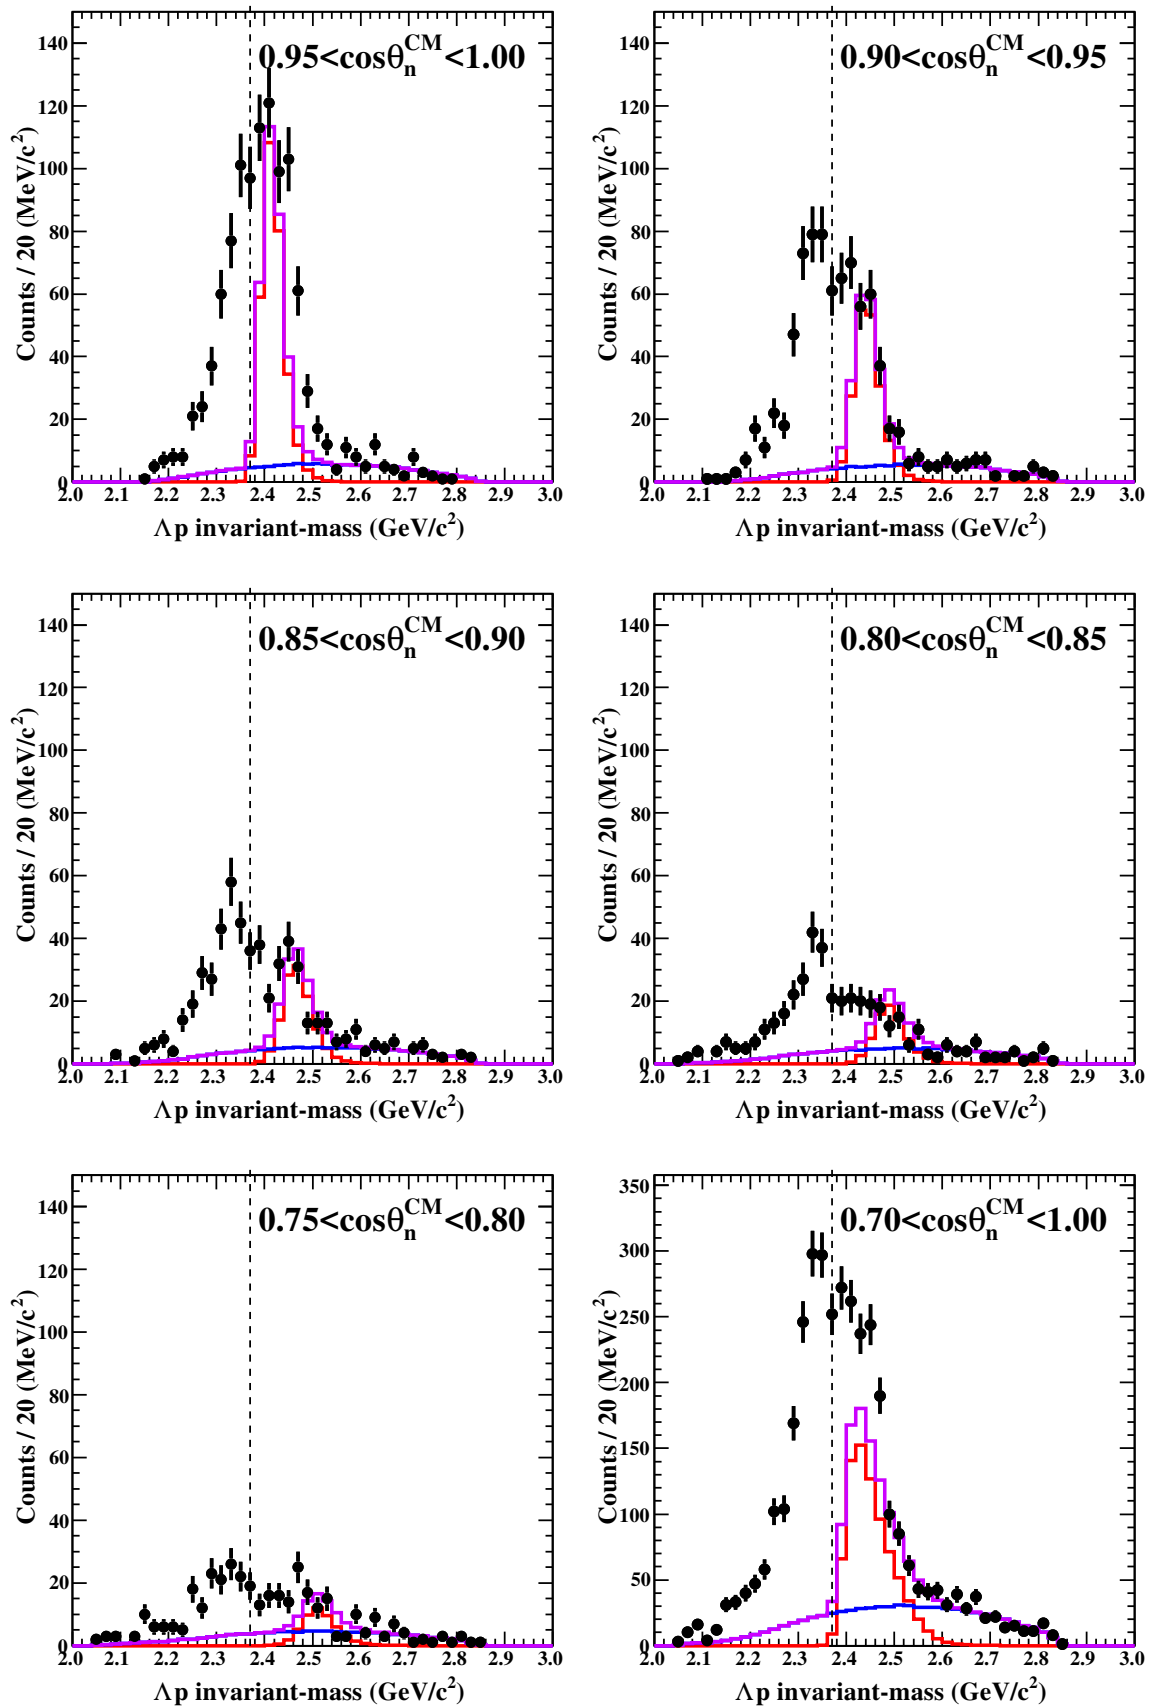 0.95<cosθ_n^CM<1.00
Counts / 20 (MeV/c²)
140
120
100
80
60
40
20
0
2.0 2.1 2.2 2.3 2.4 2.5 2.6 2.7 2.8 2.9 3.0
Λp invariant-mass (GeV/c²)
0.90<cosθ_n^CM<0.95
Counts / 20 (MeV/c²)
140
120
100
80
60
40
20
0
2.0 2.1 2.2 2.3 2.4 2.5 2.6 2.7 2.8 2.9 3.0
Λp invariant-mass (GeV/c²)
0.85<cosθ_n^CM<0.90
Counts / 20 (MeV/c²)
140
120
100
80
60
40
20
0
2.0 2.1 2.2 2.3 2.4 2.5 2.6 2.7 2.8 2.9 3.0
Λp invariant-mass (GeV/c²)
0.80<cosθ_n^CM<0.85
Counts / 20 (MeV/c²)
140
120
100
80
60
40
20
0
2.0 2.1 2.2 2.3 2.4 2.5 2.6 2.7 2.8 2.9 3.0
Λp invariant-mass (GeV/c²)
0.75<cosθ_n^CM<0.80
Counts / 20 (MeV/c²)
140
120
100
80
60
40
20
0
2.0 2.1 2.2 2.3 2.4 2.5 2.6 2.7 2.8 2.9 3.0
Λp invariant-mass (GeV/c²)
0.70<cosθ_n^CM<1.00
Counts / 20 (MeV/c²)
350
300
250
200
150
100
50
0
2.0 2.1 2.2 2.3 2.4 2.5 2.6 2.7 2.8 2.9 3.0
Λp invariant-mass (GeV/c²)